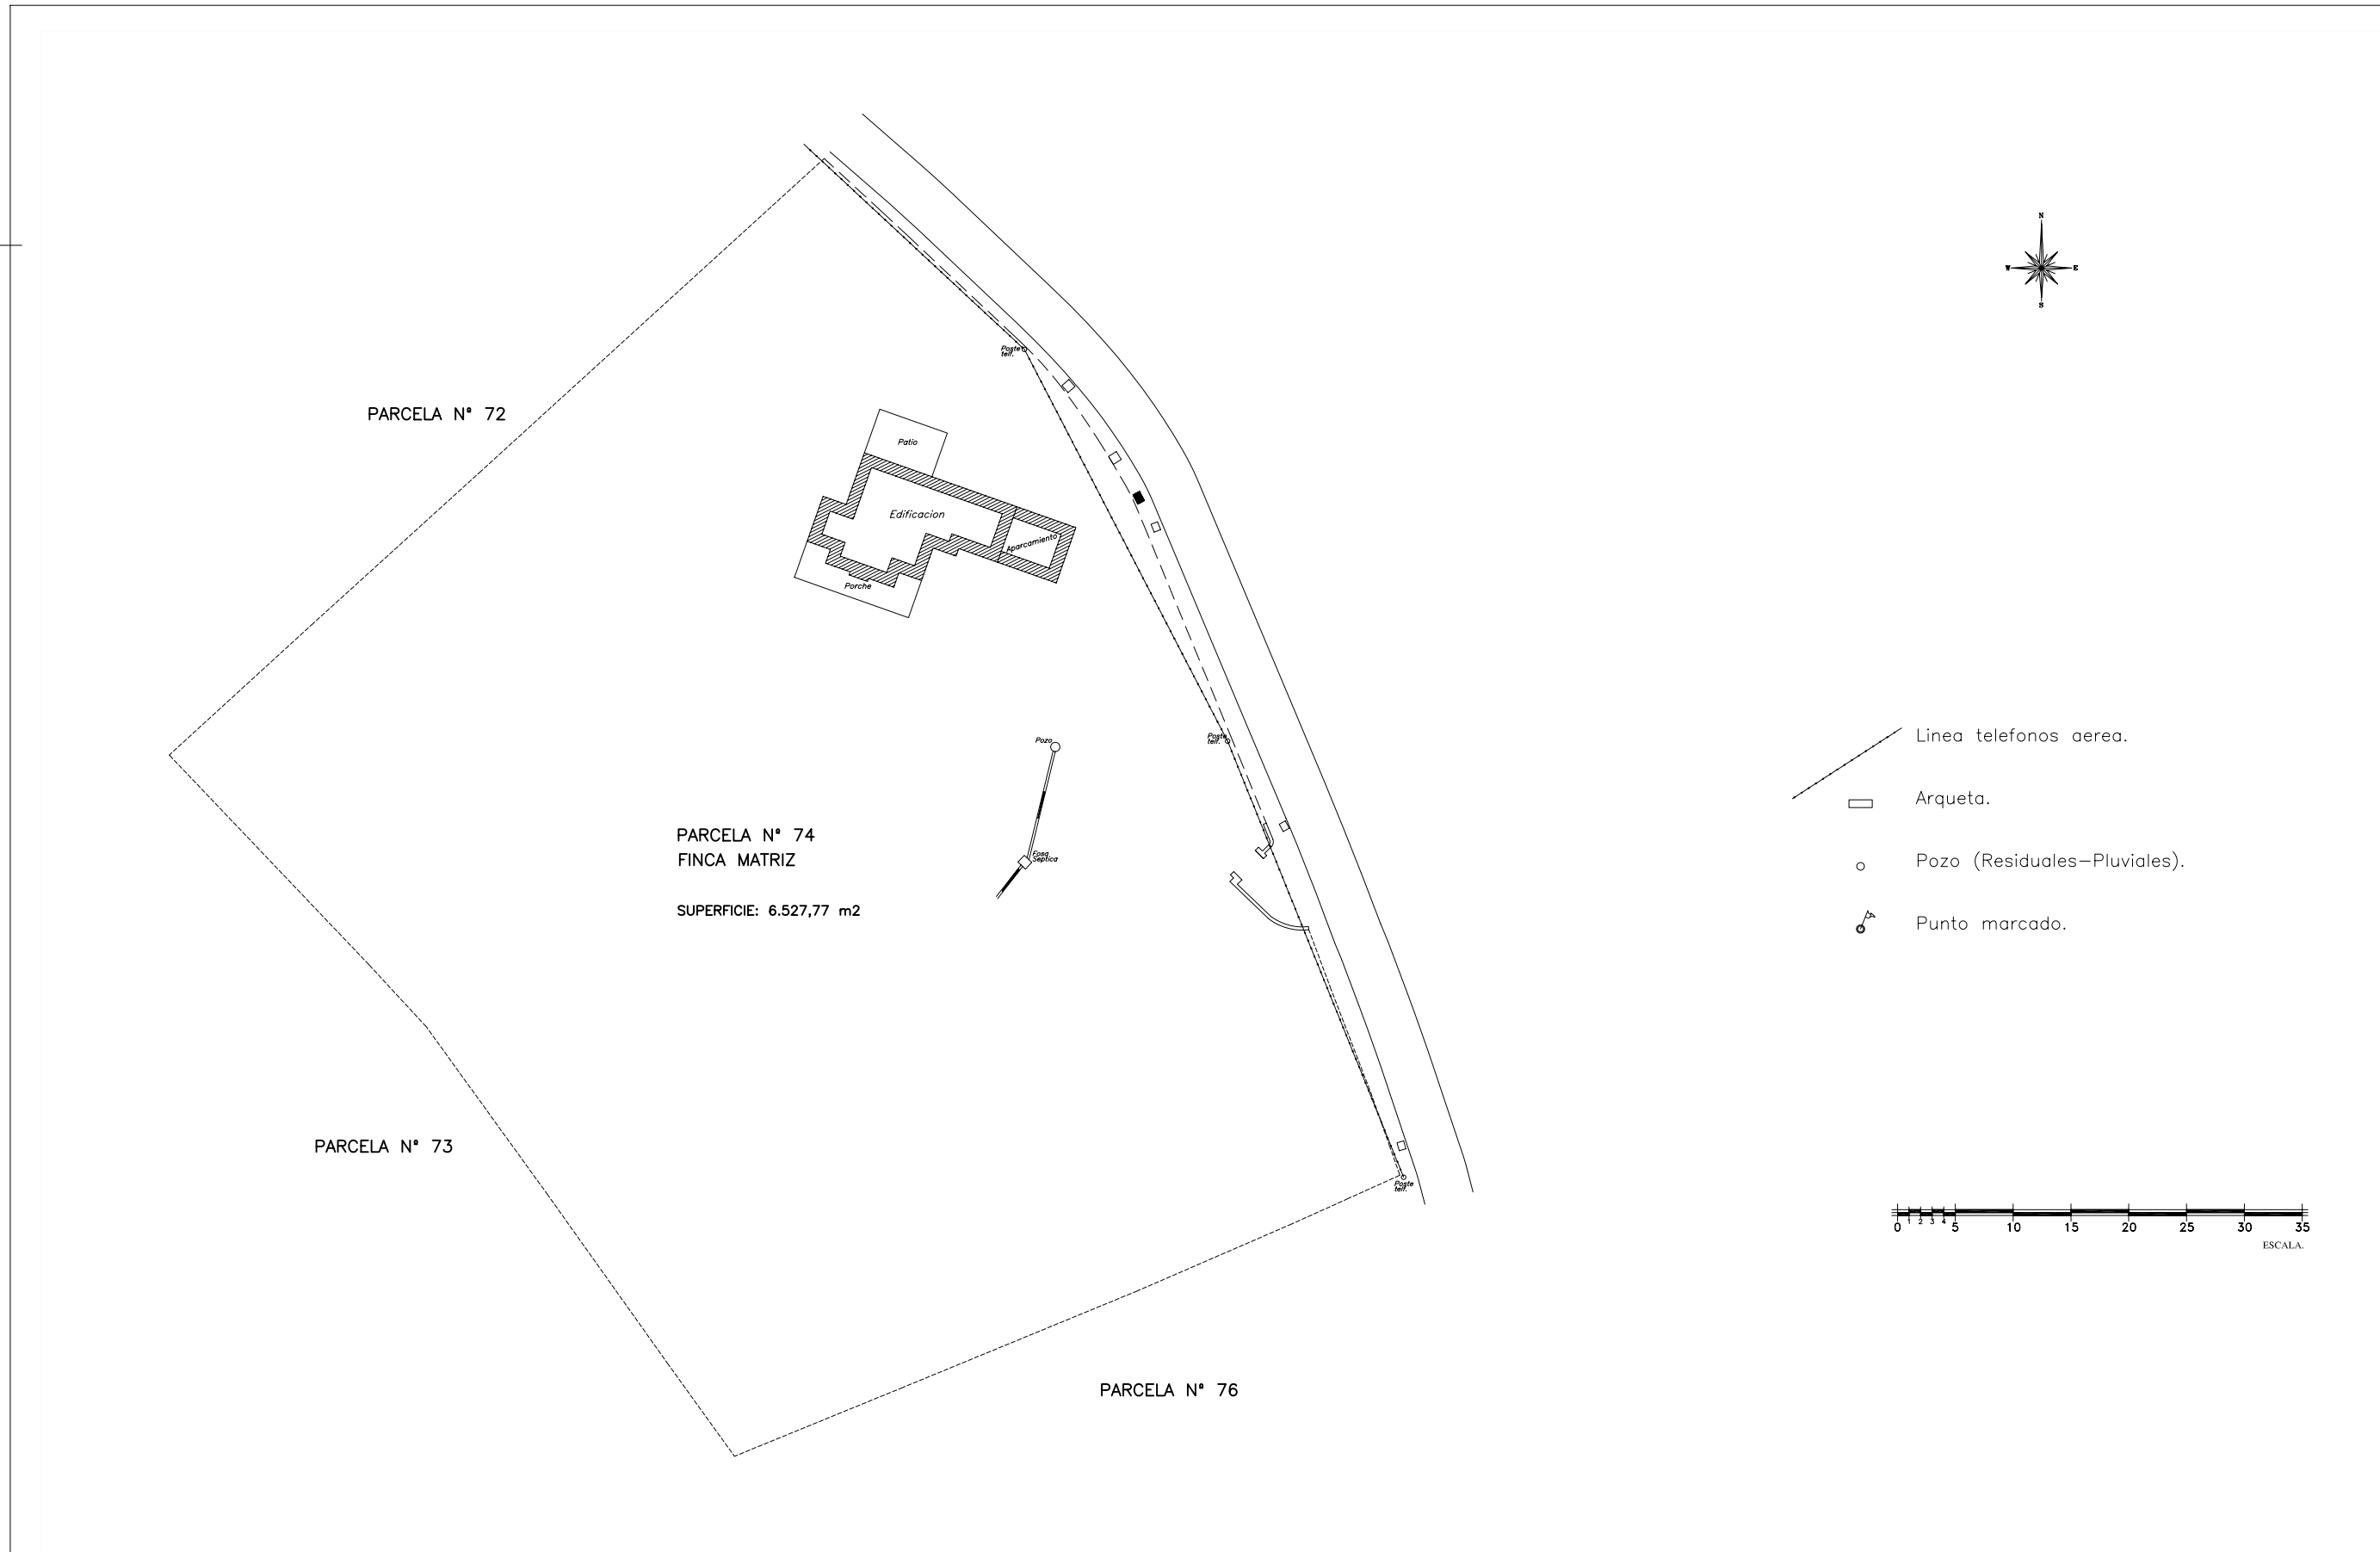 N
W E
S
Poste
telf.
PARCELA Nº 72
Patio
Edificacion
Aparcamiento
Porche
Poste
telf.
Pozo
Linea telefonos aerea.
Arqueta.
PARCELA Nº 74
FINCA MATRIZ
Fosa
Septica
Pozo (Residuales-Pluviales).
SUPERFICIE: 6.527,77 m2
Punto marcado.
PARCELA Nº 73
Poste
telf.
0 1 2 3 4 5 10 15 20 25 30 35
ESCALA.
PARCELA Nº 76